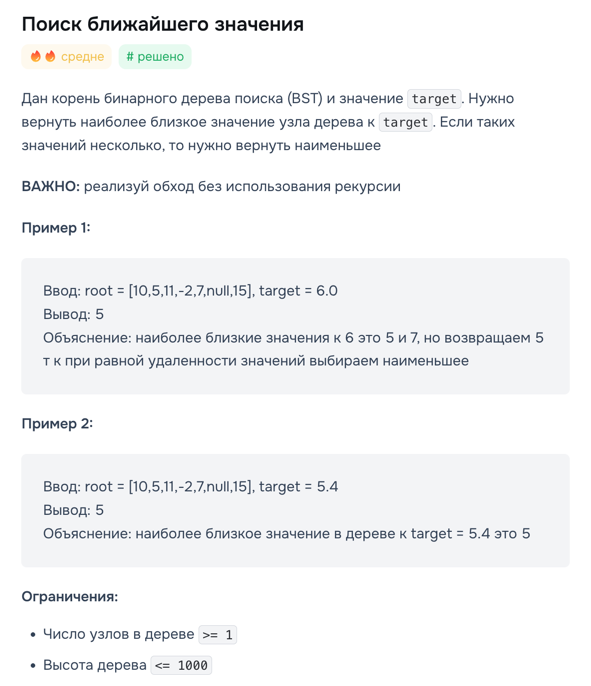 Поиск ближайшего значения
🔥🔥 средне # решено
Дан корень бинарного дерева поиска (BST) и значение target. Нужно
вернуть наиболее близкое значение узла дерева к target. Если таких
значений несколько, то нужно вернуть наименьшее
ВАЖНО: реализуй обход без использования рекурсии
Пример 1:
Ввод: root = [10,5,11,-2,7,null,15], target = 6.0
Вывод: 5
Объяснение: наиболее близкие значения к 6 это 5 и 7, но возвращаем 5
т к при равной удаленности значений выбираем наименьшее
Пример 2:
Ввод: root = [10,5,11,-2,7,null,15], target = 5.4
Вывод: 5
Объяснение: наиболее близкое значение в дереве к target = 5.4 это 5
Ограничения:
• Число узлов в дереве >= 1
• Высота дерева <= 1000